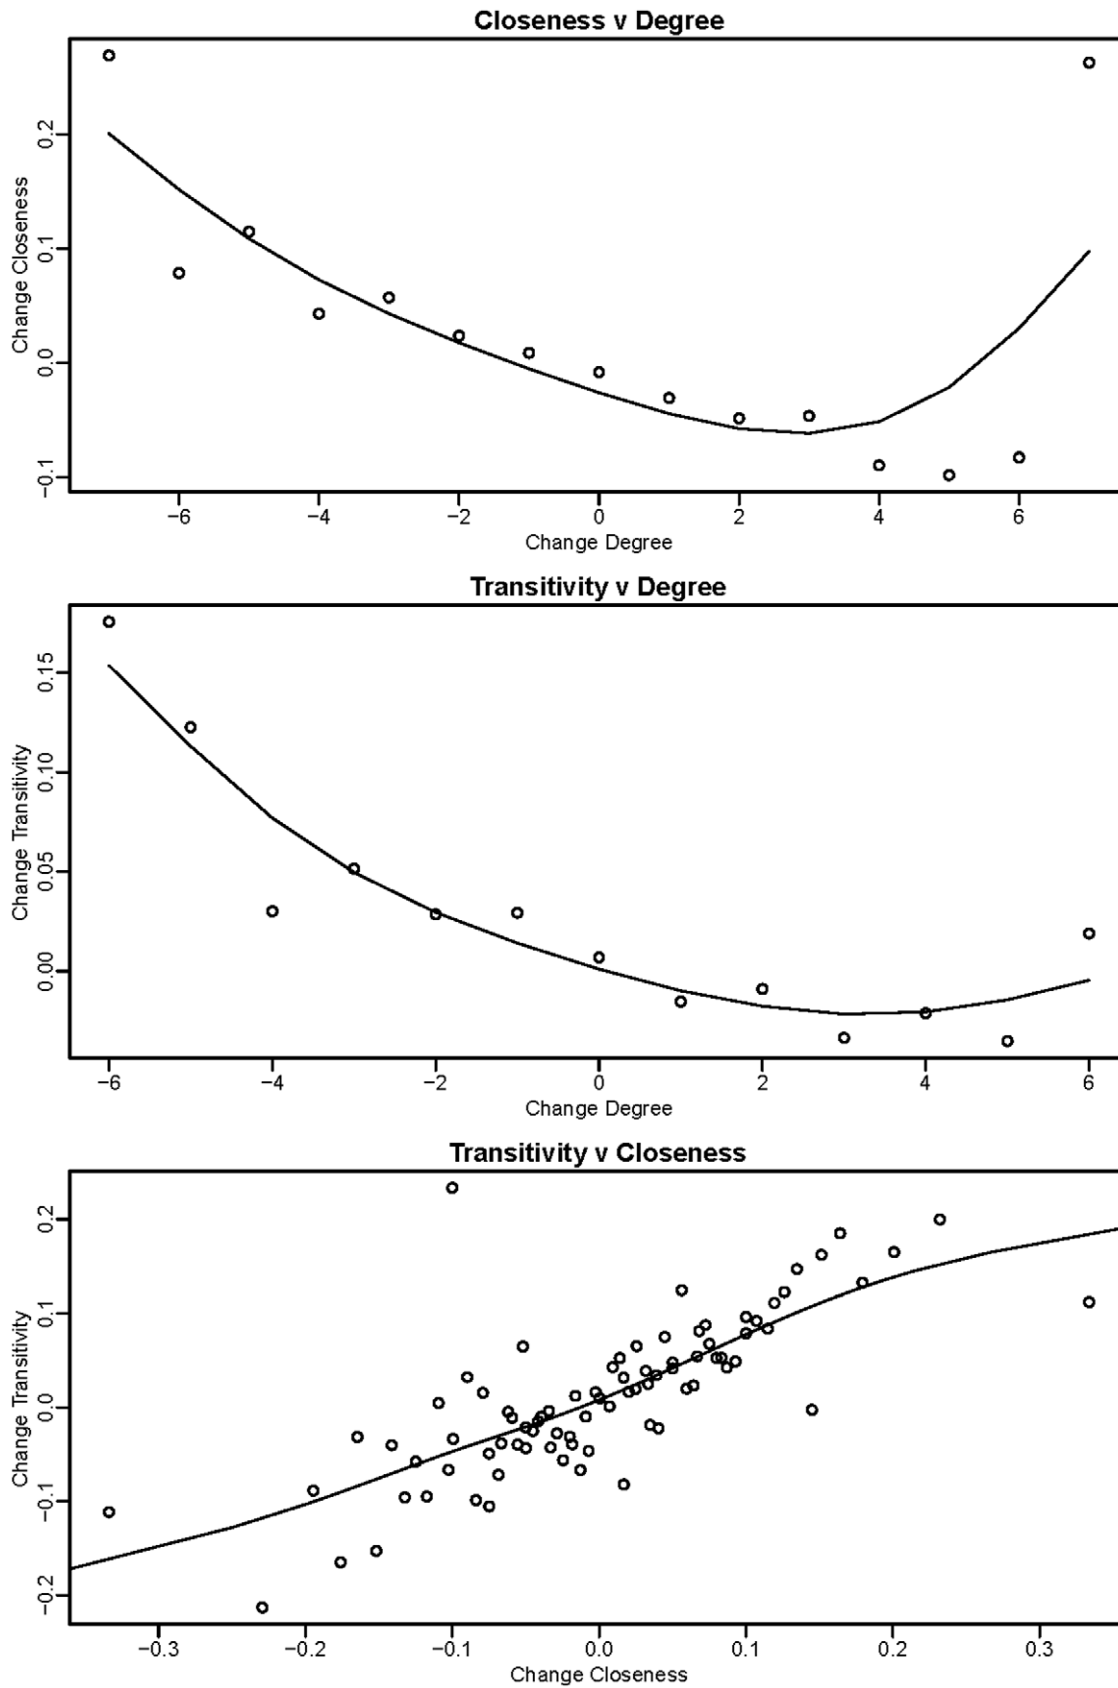 Closeness v Degree
Change Closeness
0.2
0.1
0.0
−0.1
−6 −4 −2 0 2 4 6
Change Degree
Transitivity v Degree
Change Transitivity
0.15
0.10
0.05
0.00
−6 −4 −2 0 2 4 6
Change Degree
Transitivity v Closeness
Change Transitivity
0.2
0.1
0.0
−0.1
−0.2
−0.3 −0.2 −0.1 0.0 0.1 0.2 0.3
Change Closeness